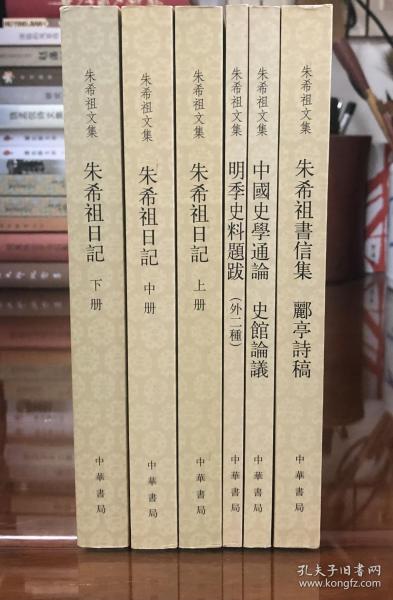 朱希祖文集
朱希祖日記
下册
中華書局
朱希祖文集
朱希祖日記
中册
中華書局
朱希祖文集
朱希祖日記
上册
中華書局
朱希祖文集
明季史料題跋
（外二種）
中華書局
朱希祖文集
中國史學通論 史館論議
中華書局
朱希祖文集
朱希祖書信集 酈亭詩稿
中華書局
孔夫子旧书网
www.kongfz.com